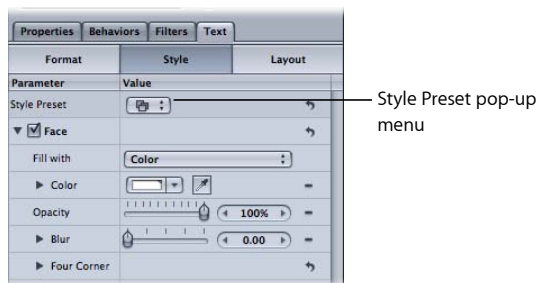 Properties Behaviors Filters Text
Format Style Layout
Parameter Value
Style Preset
Style Preset pop-up
menu
Face
Fill with Color
Color
Opacity 100%
Blur 0.00
Four Corner